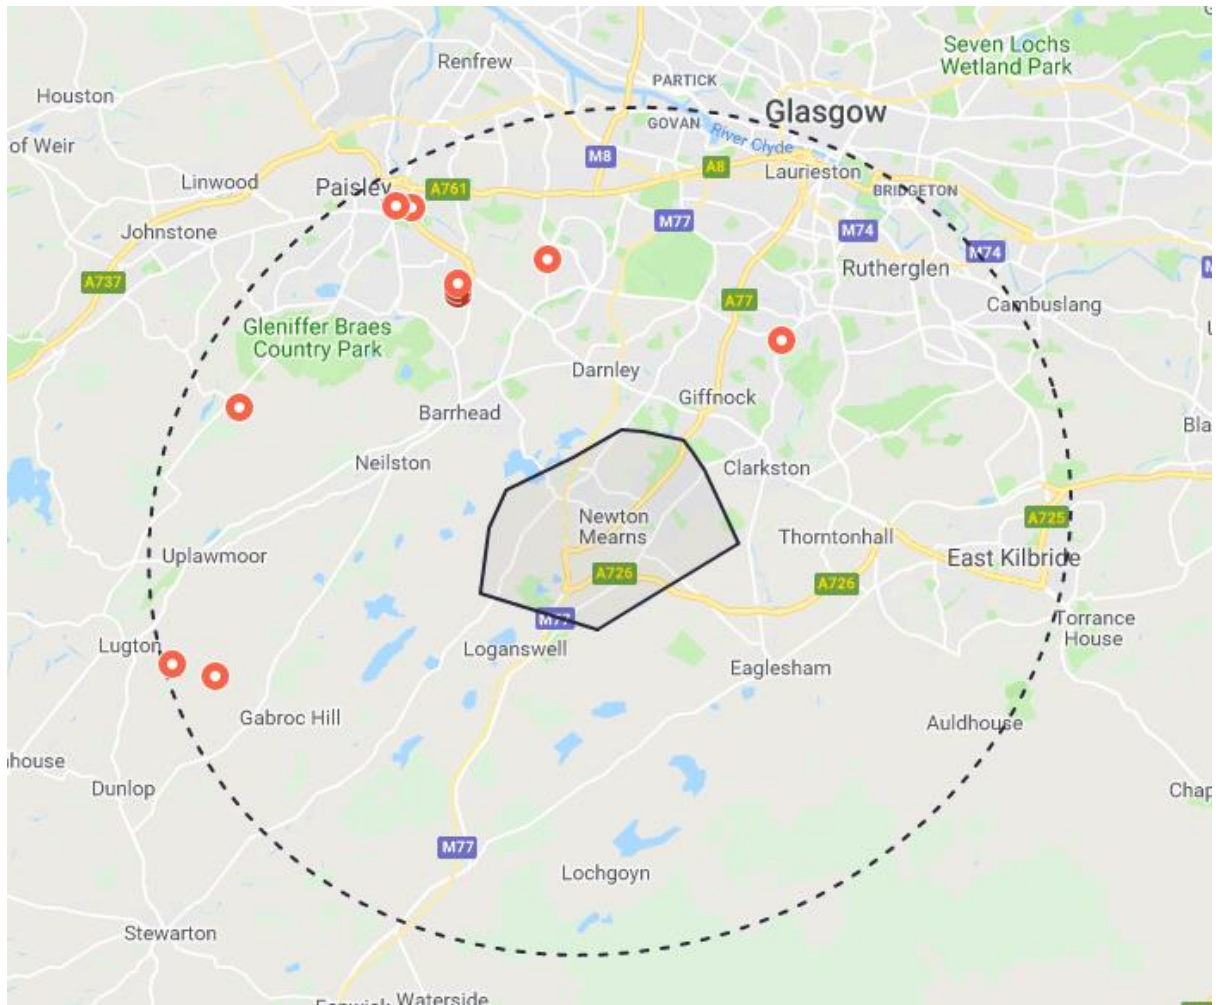 Seven Lochs
Wetland Park
Renfrew
PARTICK
Houston
Glasgow
GOVAN
River Clyde
of Weir
M8
A8
Laurieston
Linwood
Paisley
A761
BRIDGETON
M77
M74
Johnstone
M74
Rutherglen
A737
A77
Cambuslang
Gleniffer Braes
Country Park
Darnley
Giffnock
Barrhead
Bla
Neilston
Clarkston
Newton
Mearns
A725
Thorntonhall
Uplawmoor
East Kilbride
A726
A726
M77
Torrance
House
Lugton
Loganswell
Eaglesham
Gabroc Hill
Auldhouse
nhouse
Dunlop
Chap
M77
Lochgoyn
Stewarton
Waterside